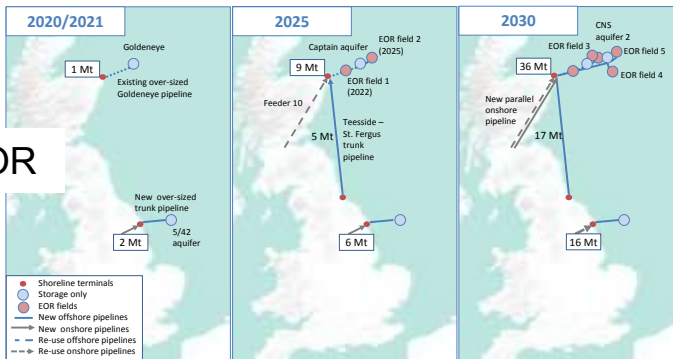 2020/2021
Goldeneye
1 Mt
Existing over-sized
Goldeneye pipeline
OR
New over-sized
trunk pipeline
5/42
aquifer
2 Mt
Shoreline terminals
Storage only
EOR fields
New offshore pipelines
New onshore pipelines
Re-use offshore pipelines
Re-use onshore pipelines
2025
EOR field 2
(2025)
Captain aquifer
9 Mt
EOR field 1
(2022)
Feeder 10
5 Mt
Teesside –
St. Fergus
trunk
pipeline
6 Mt
2030
CNS
aquifer 2
EOR field 3
EOR field 5
36 Mt
EOR field 4
New parallel
onshore
pipeline
17 Mt
16 Mt